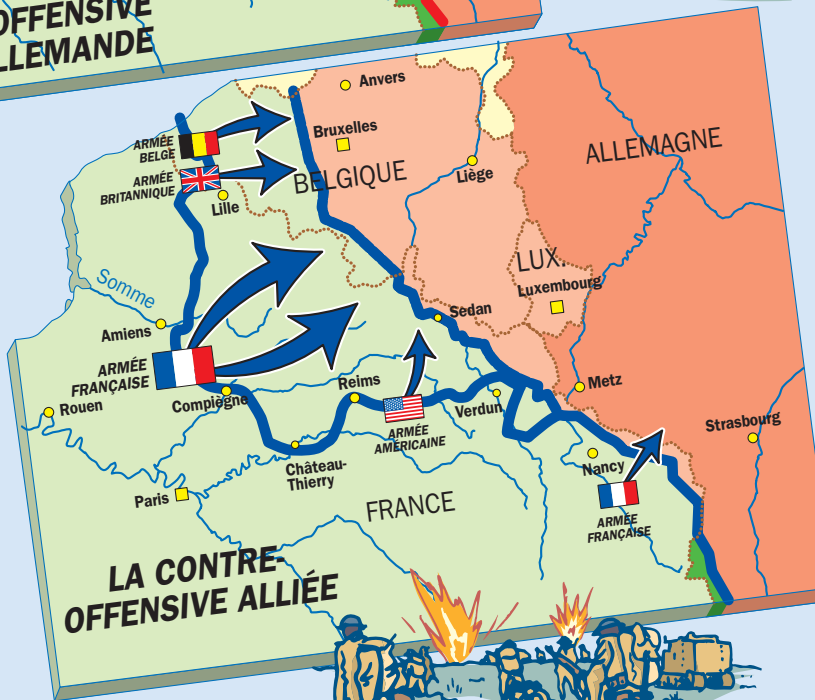 OFFENSIVE
LLEMANDE
Anvers
ARMÉE
BELGE
Bruxelles
ALLEMAGNE
ARMÉE
BRITANNIQUE
BELGIQUE
Liège
Lille
LUX.
Somme
Luxembourg
Sedan
Amiens
ARMÉE
FRANÇAISE
Reims
Metz
Rouen
Compiègne
Verdun
Strasbourg
ARMÉE
AMÉRICAINE
Château-
Thierry
Nancy
Paris
FRANCE
ARMÉE
FRANÇAISE
LA CONTRE-
OFFENSIVE ALLIÉE